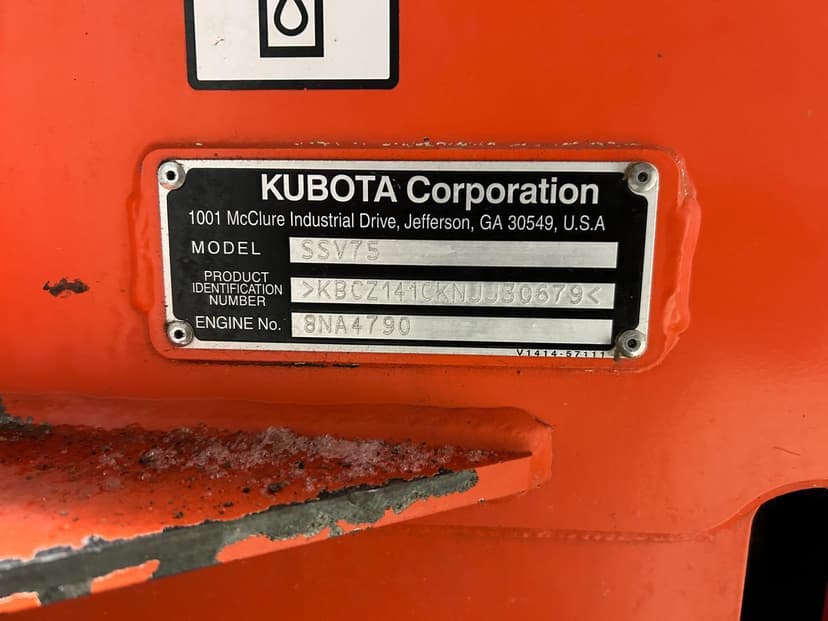 KUBOTA Corporation
1001 McClure Industrial Drive, Jefferson, GA 30549, U.S.A
MODEL SSV75
PRODUCT IDENTIFICATION NUMBER >KBCZ141CKNJJ30679<
ENGINE No. 8NA4790
V1414-57111